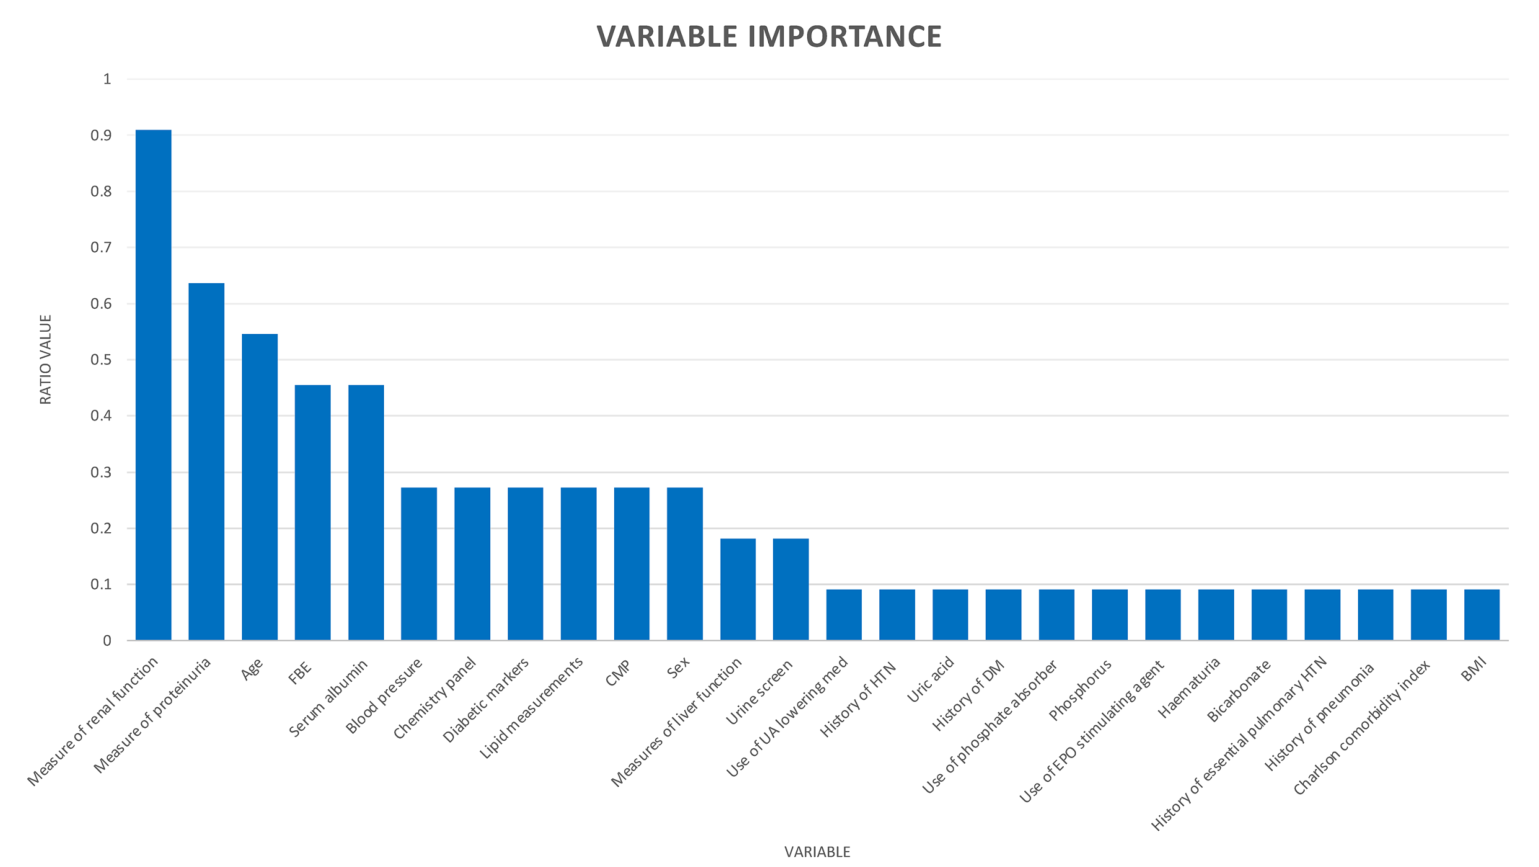 VARIABLE IMPORTANCE
1
0.9
0.8
0.7
0.6
0.5
0.4
0.3
0.2
0.1
0
RATIO VALUE
Measure of renal function
Measure of proteinuria
Age
FBE
Serum albumin
Blood pressure
Chemistry panel
Diabetic markers
Lipid measurements
CMP
Sex
Measures of liver function
Urine screen
Use of UA lowering med
History of HTN
Uric acid
History of DM
Use of phosphate absorber
Phosphorus
Use of EPO stimulating agent
Haematuria
Bicarbonate
History of essential pulmonary HTN
History of pneumonia
Charlson comorbidity index
BMI
VARIABLE